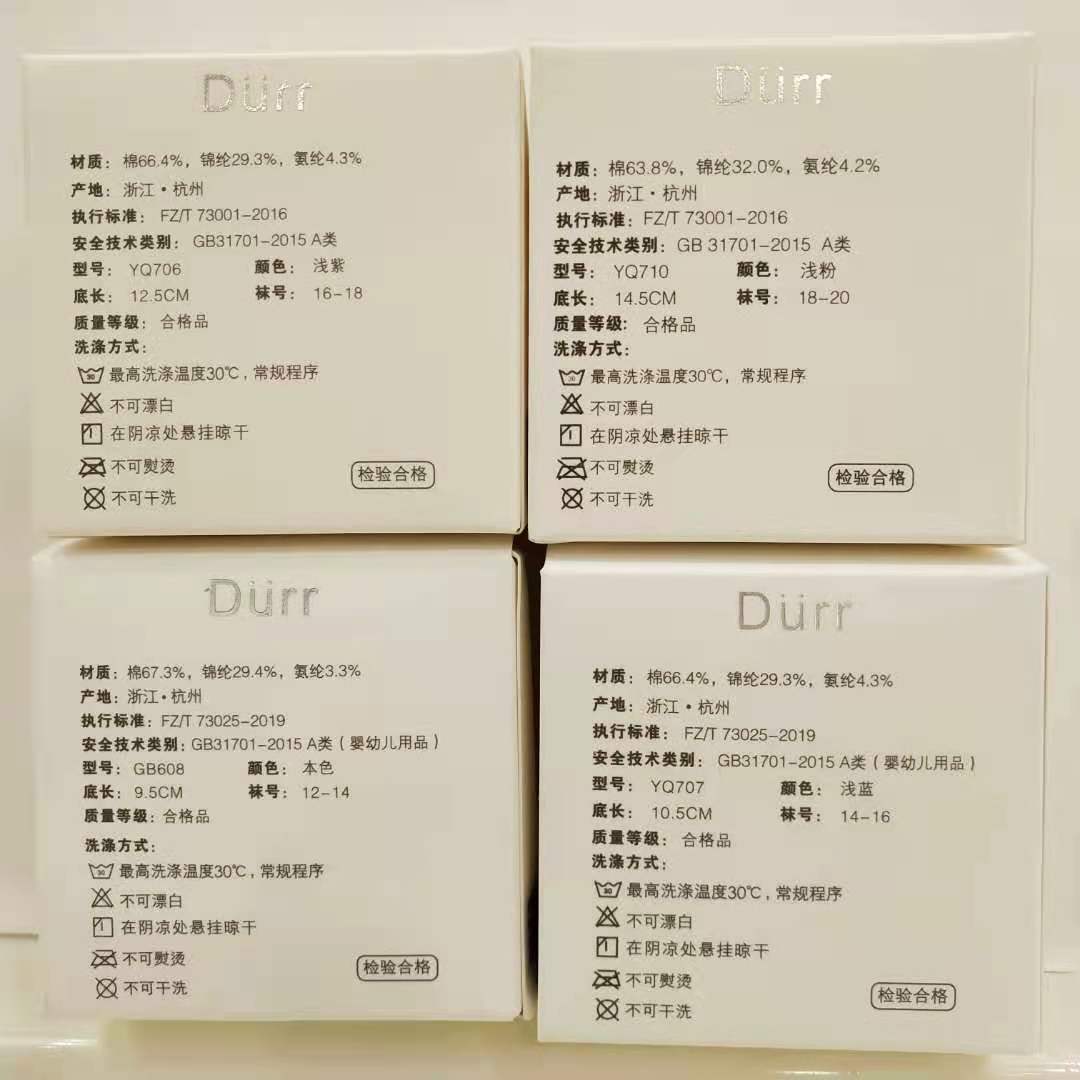 Dürr
材质：棉66.4%，锦纶29.3%，氨纶4.3%
产地：浙江·杭州
执行标准：FZ/T 73001-2016
安全技术类别：GB31701-2015 A类
型号：YQ706 颜色：浅紫
底长：12.5CM 袜号：16-18
质量等级：合格品
洗涤方式：
30 最高洗涤温度30℃，常规程序
不可漂白
在阴凉处悬挂晾干
不可熨烫
检验合格
不可干洗
Dürr
材质：棉63.8%，锦纶32.0%，氨纶4.2%
产地：浙江·杭州
执行标准：FZ/T 73001-2016
安全技术类别：GB 31701-2015 A类
型号：YQ710 颜色：浅粉
底长：14.5CM 袜号：18-20
质量等级：合格品
洗涤方式：
30 最高洗涤温度30℃，常规程序
不可漂白
在阴凉处悬挂晾干
不可熨烫
检验合格
不可干洗
Dürr
材质：棉67.3%，锦纶29.4%，氨纶3.3%
产地：浙江·杭州
执行标准：FZ/T 73025-2019
安全技术类别：GB31701-2015 A类（婴幼儿用品）
型号：GB608 颜色：本色
底长：9.5CM 袜号：12-14
质量等级：合格品
洗涤方式：
30 最高洗涤温度30℃，常规程序
不可漂白
在阴凉处悬挂晾干
不可熨烫
检验合格
不可干洗
Dürr
材质：棉66.4%，锦纶29.3%，氨纶4.3%
产地：浙江·杭州
执行标准：FZ/T 73025-2019
安全技术类别：GB31701-2015 A类（婴幼儿用品）
型号：YQ707 颜色：浅蓝
底长：10.5CM 袜号：14-16
质量等级：合格品
洗涤方式：
30 最高洗涤温度30℃，常规程序
不可漂白
在阴凉处悬挂晾干
不可熨烫
检验合格
不可干洗